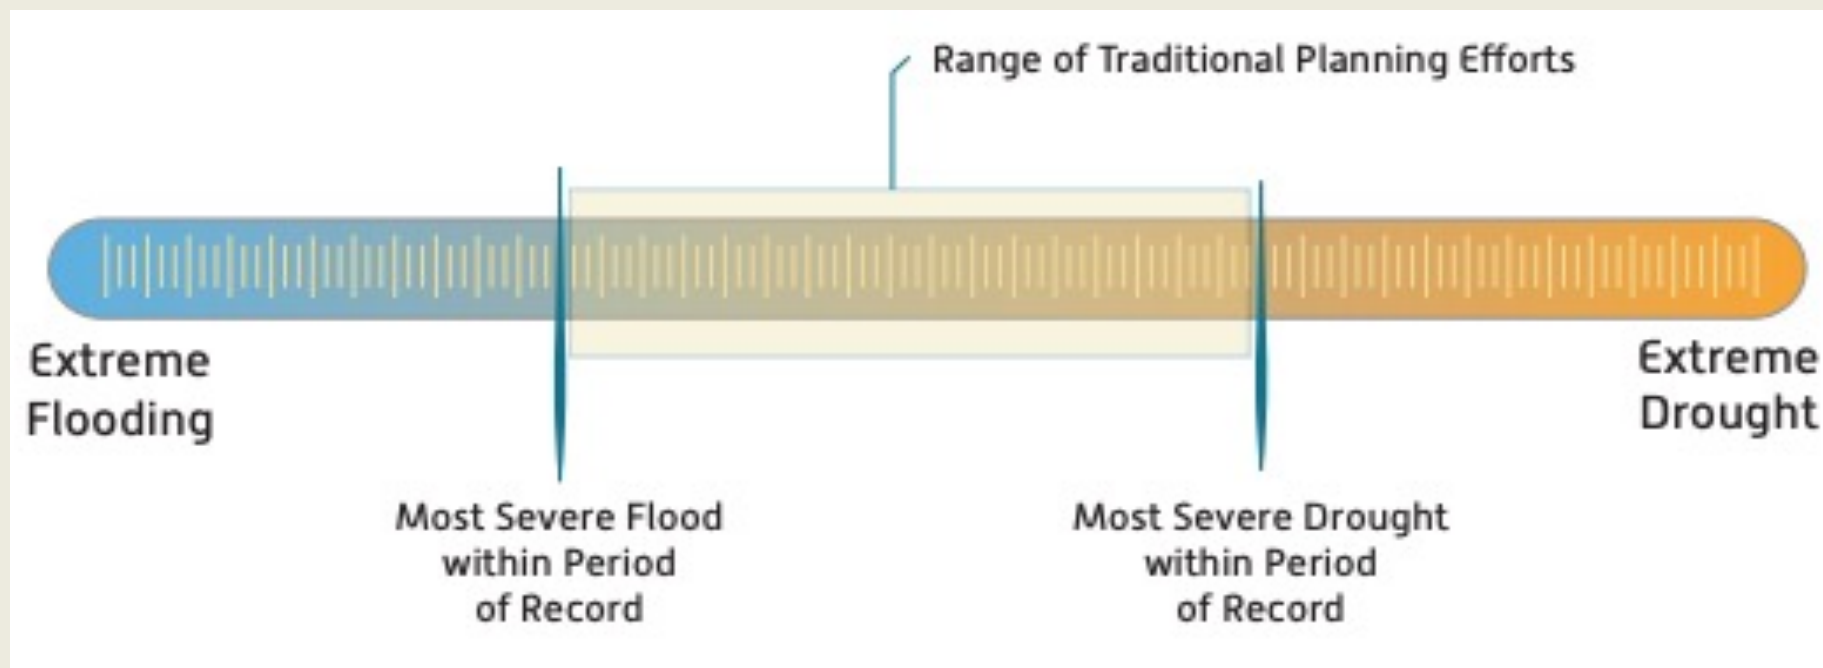 Range of Traditional Planning Efforts
Extreme
Flooding
Extreme
Drought
Most Severe Flood
within Period
of Record
Most Severe Drought
within Period
of Record